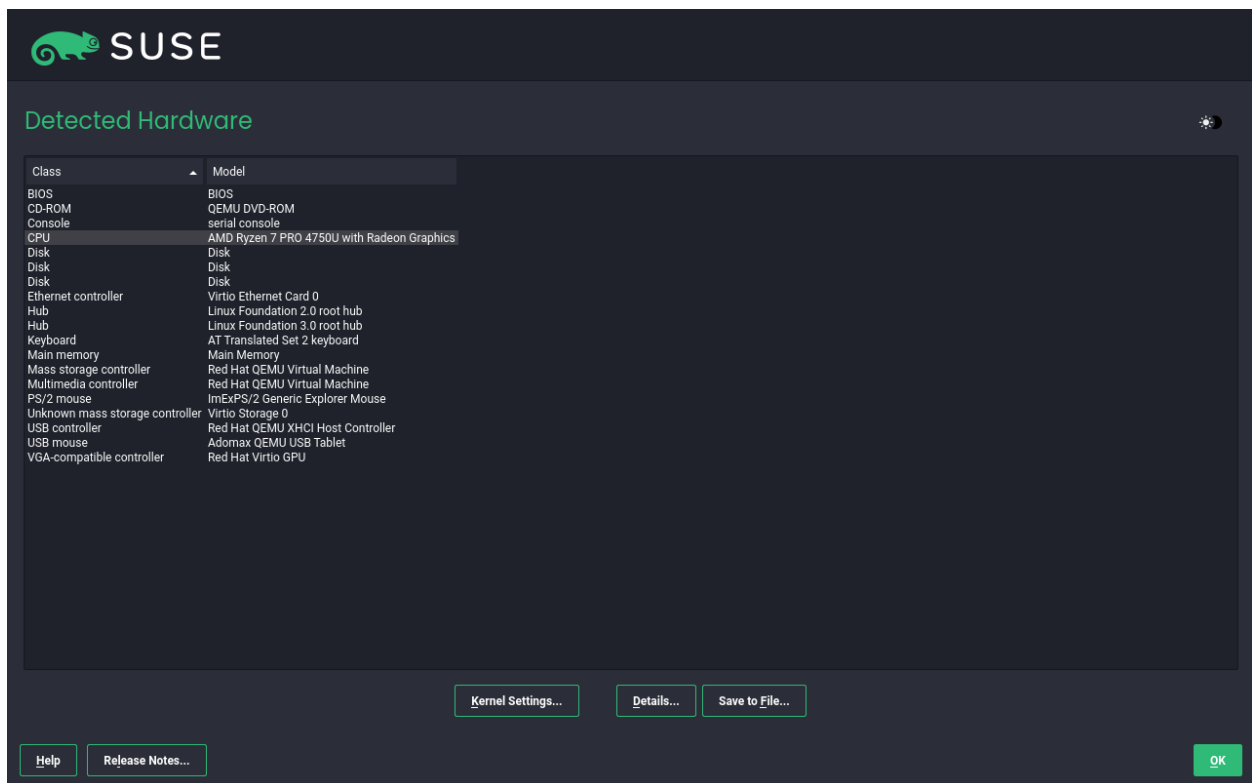 SUSE
Detected Hardware
Class Model
BIOS BIOS
CD-ROM QEMU DVD-ROM
Console serial console
CPU AMD Ryzen 7 PRO 4750U with Radeon Graphics
Disk Disk
Disk Disk
Disk Disk
Ethernet controller Virtio Ethernet Card 0
Hub Linux Foundation 2.0 root hub
Hub Linux Foundation 3.0 root hub
Keyboard AT Translated Set 2 keyboard
Main memory Main Memory
Mass storage controller Red Hat QEMU Virtual Machine
Multimedia controller Red Hat QEMU Virtual Machine
PS/2 mouse ImExPS/2 Generic Explorer Mouse
Unknown mass storage controller Virtio Storage 0
USB controller Red Hat QEMU XHCI Host Controller
USB mouse Adomax QEMU USB Tablet
VGA-compatible controller Red Hat Virtio GPU
Kernel Settings... Details... Save to File...
Help Release Notes... OK